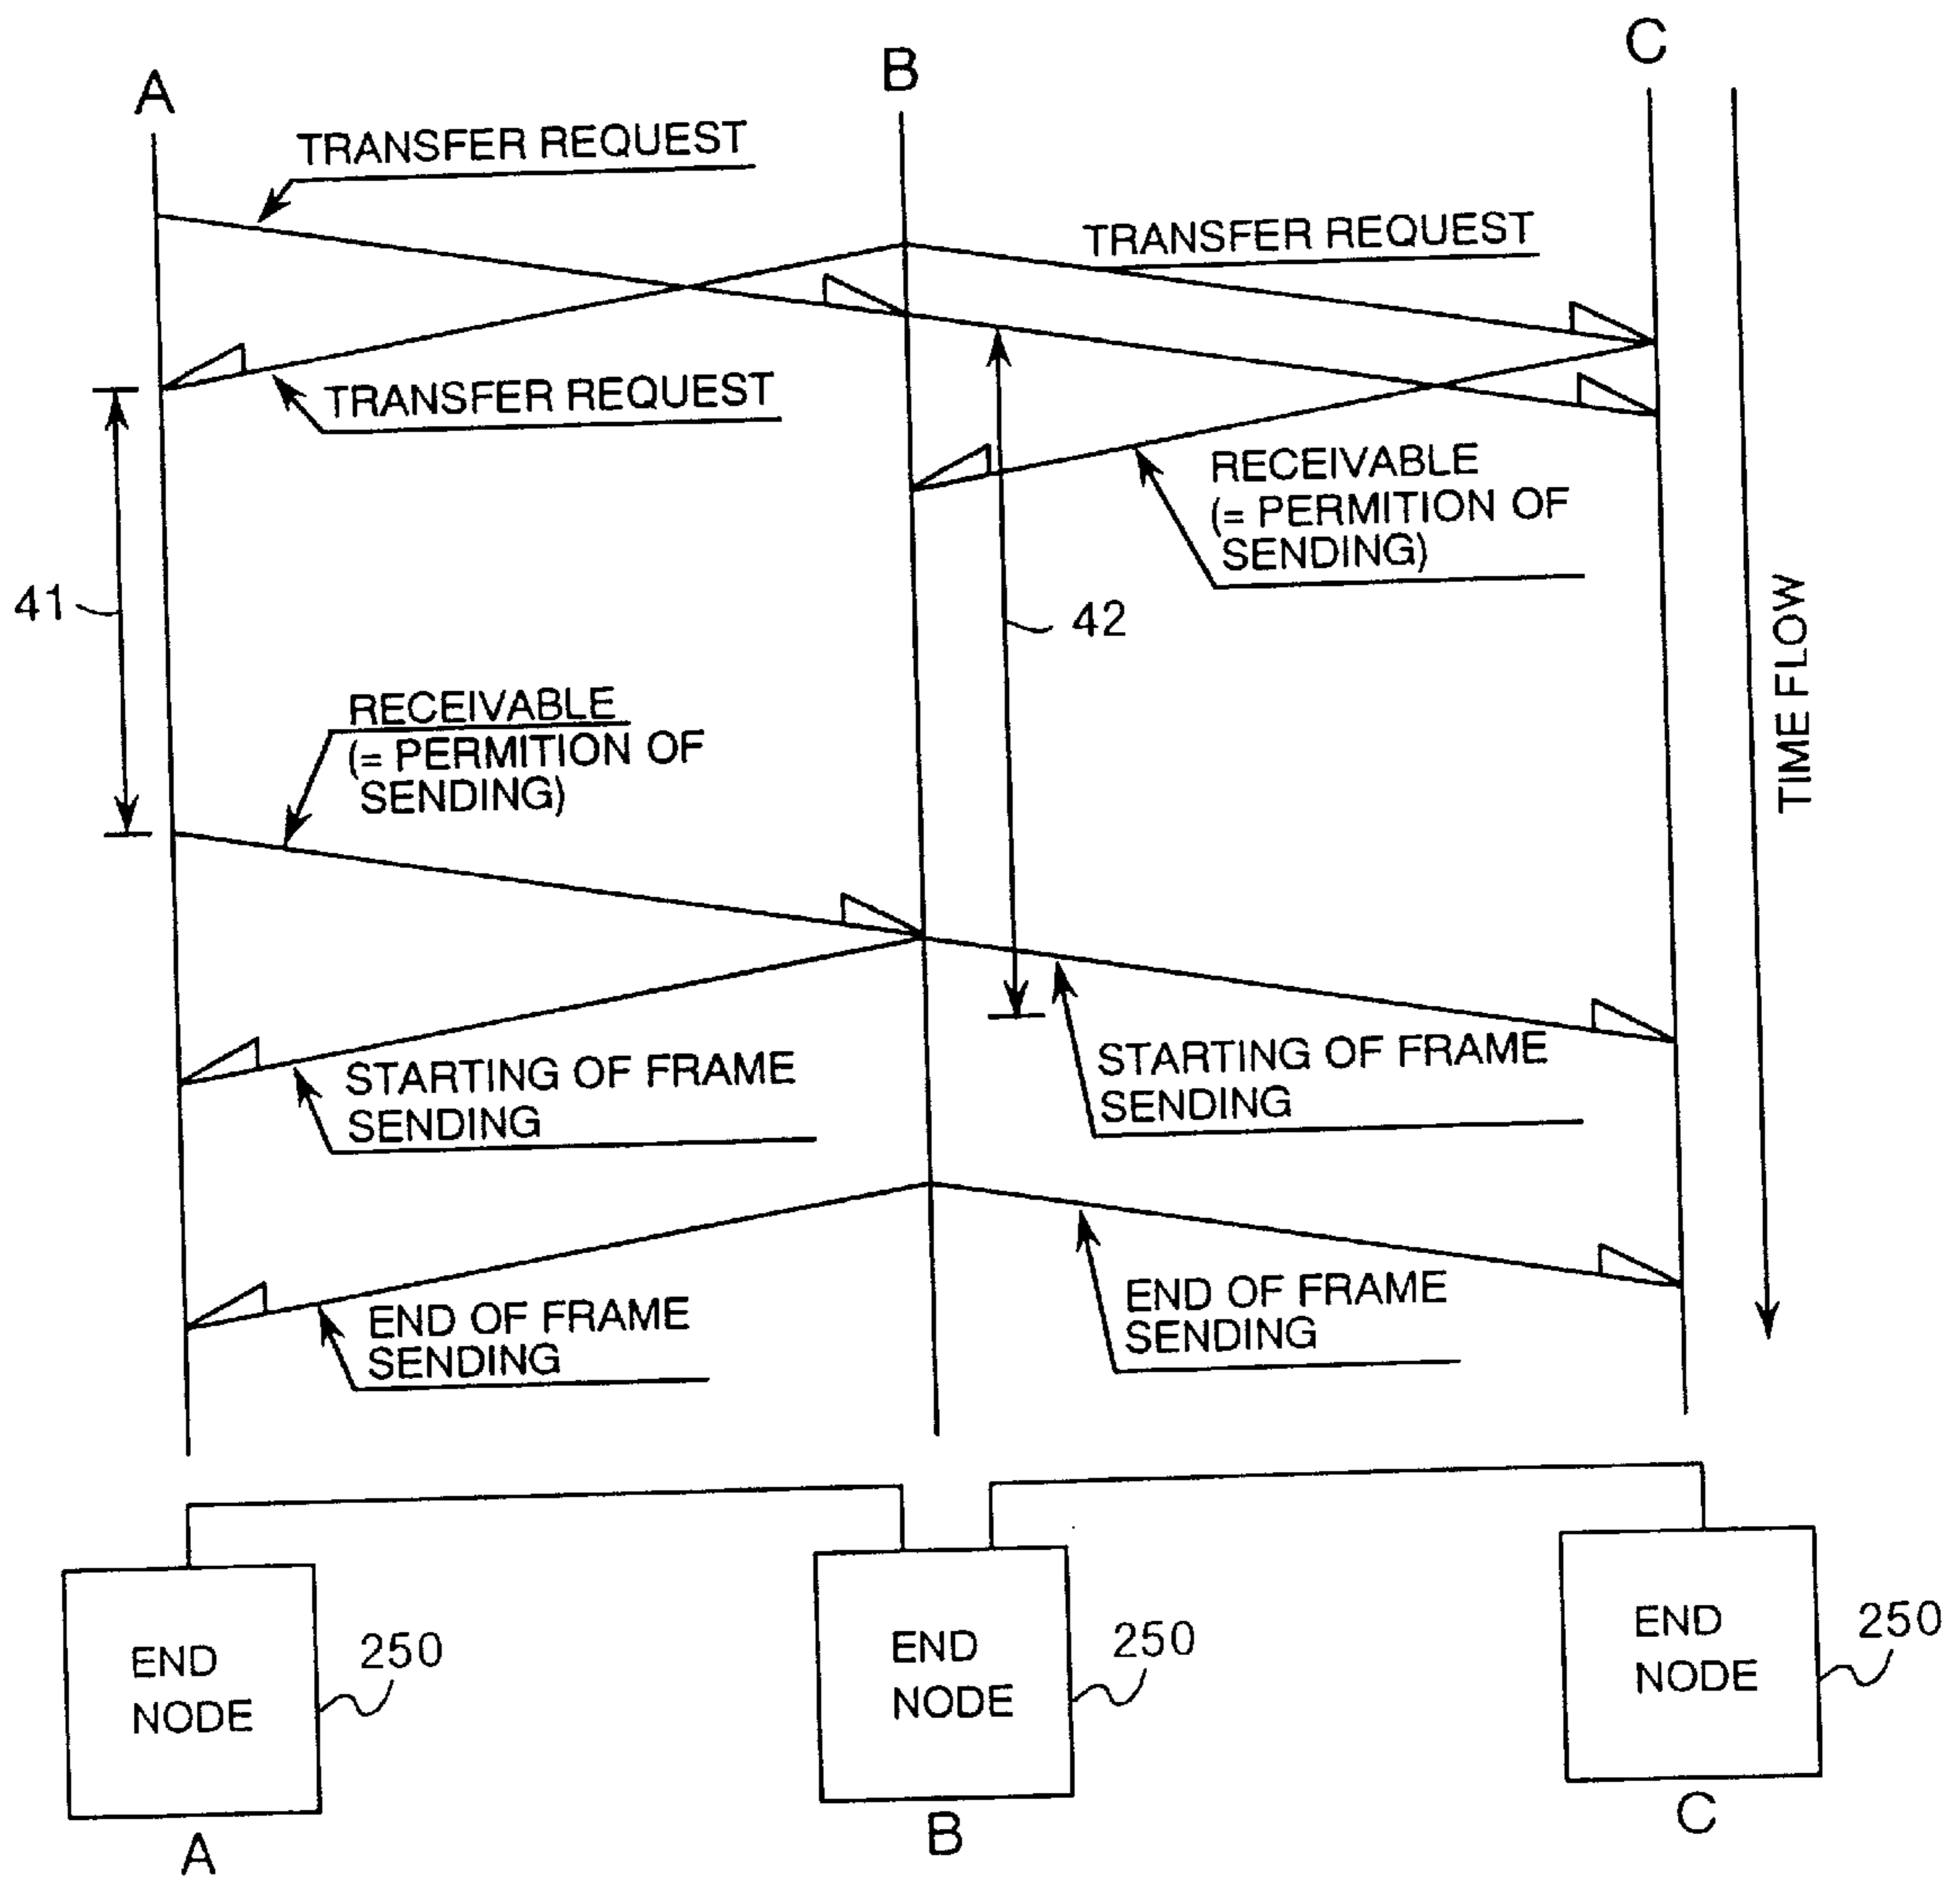 A
B
C
TRANSFER REQUEST
TRANSFER REQUEST
TRANSFER REQUEST
RECEIVABLE
(= PERMITION OF
SENDING)
41
42
TIME FLOW
RECEIVABLE
(= PERMITION OF
SENDING)
STARTING OF FRAME
SENDING
STARTING OF FRAME
SENDING
END OF FRAME
SENDING
END OF FRAME
SENDING
END
NODE
250
A
END
NODE
250
B
END
NODE
250
C